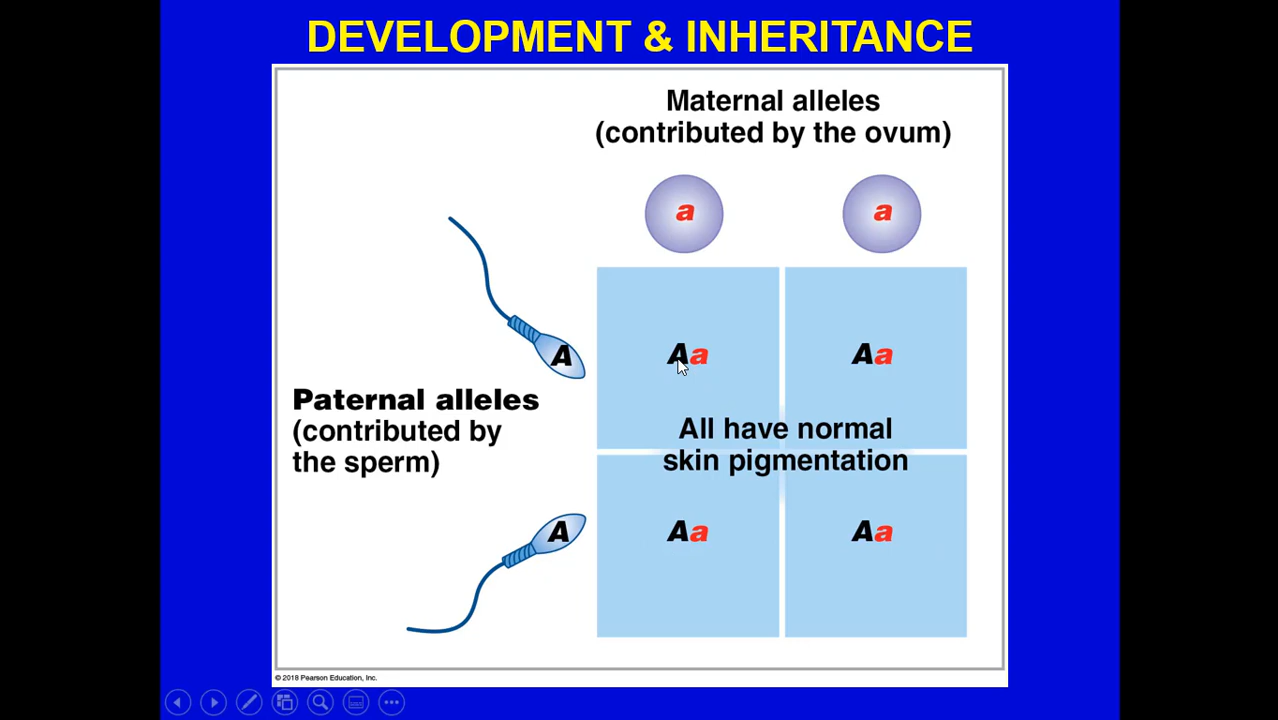 DEVELOPMENT & INHERITANCE
Maternal alleles
(contributed by the ovum)
a
a
A
Aa
Aa
Paternal alleles
(contributed by
the sperm)
All have normal
skin pigmentation
A
Aa
Aa
© 2018 Pearson Education, Inc.